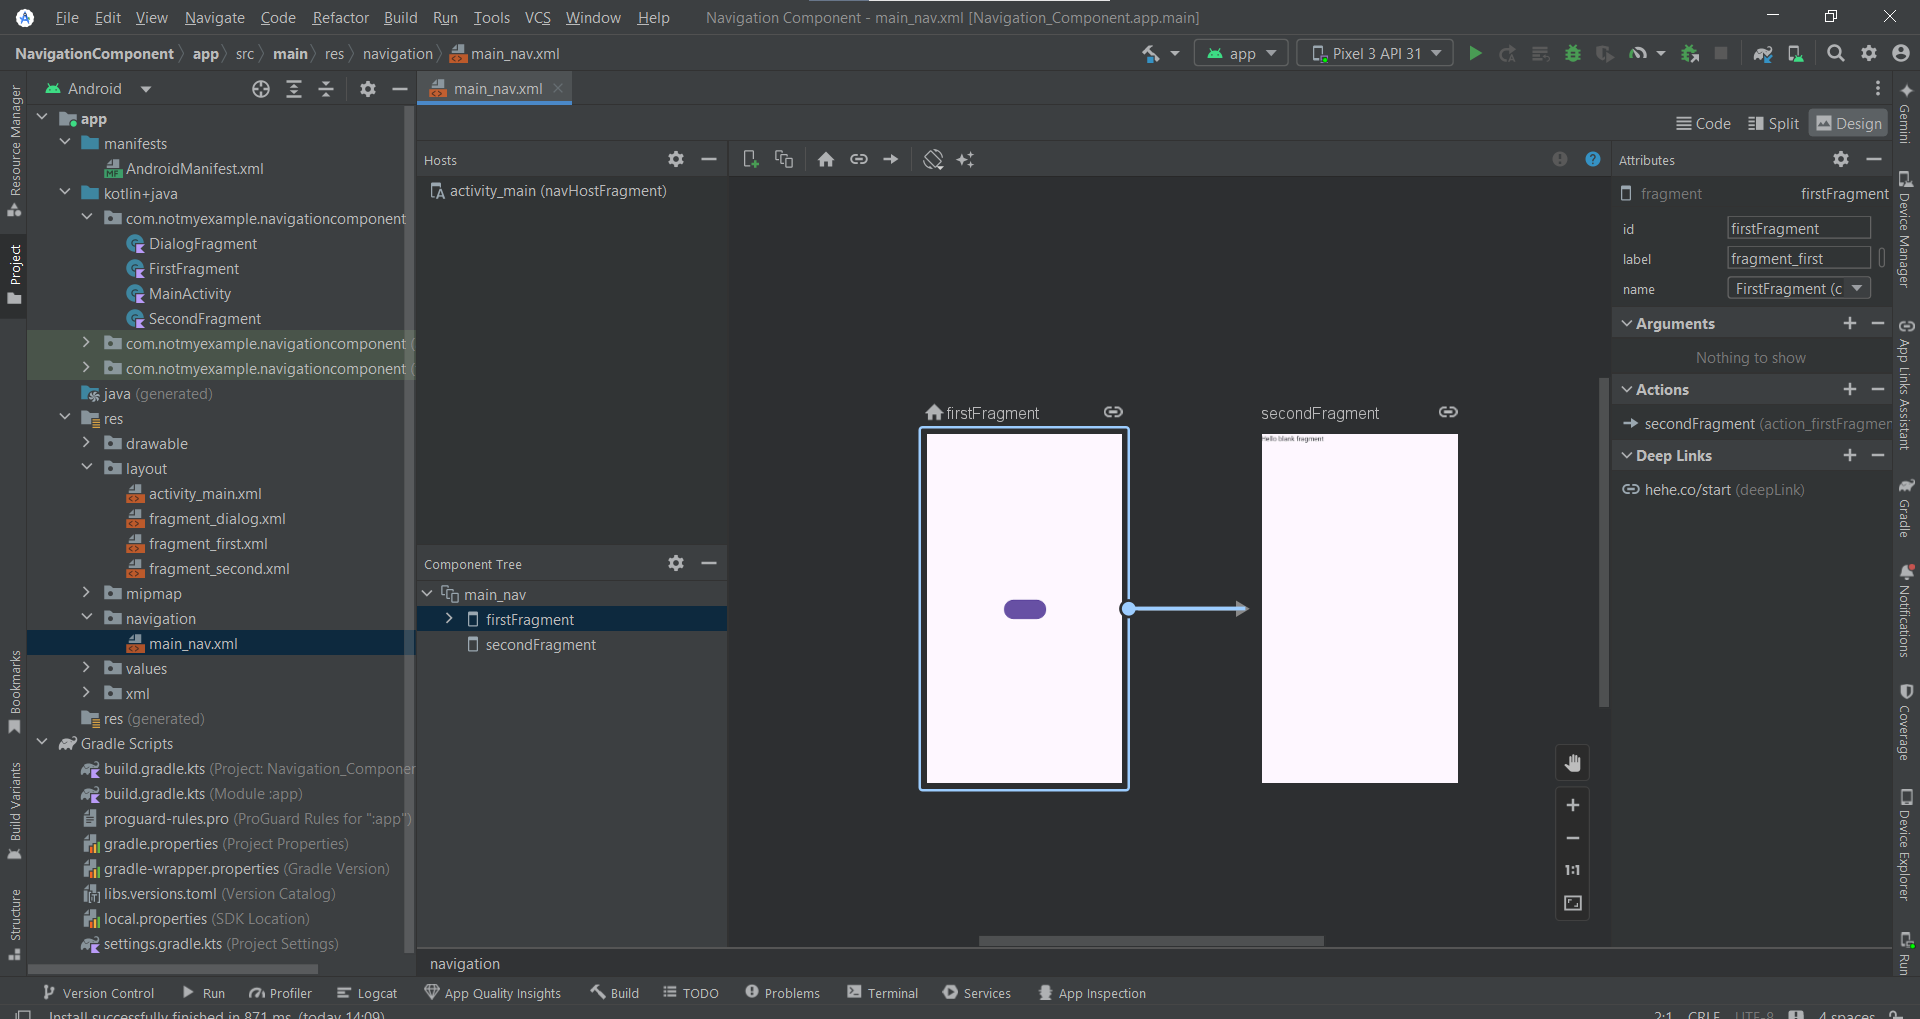 File Edit View Navigate Code Refactor Build Run Tools VCS Window Help Navigation Component - main_nav.xml [Navigation_Component.app.main]
NavigationComponent app src main res navigation main_nav.xml app Pixel 3 API 31
Resource Manager
Project
Bookmarks
Build Variants
Structure
Android
app
manifests
AndroidManifest.xml
kotlin+java
com.notmyexample.navigationcomponent
DialogFragment
FirstFragment
MainActivity
SecondFragment
com.notmyexample.navigationcomponent (
com.notmyexample.navigationcomponent (
java (generated)
res
drawable
layout
activity_main.xml
fragment_dialog.xml
fragment_first.xml
fragment_second.xml
mipmap
navigation
main_nav.xml
values
xml
res (generated)
Gradle Scripts
build.gradle.kts (Project: Navigation_Componen
build.gradle.kts (Module :app)
proguard-rules.pro (ProGuard Rules for ":app")
gradle.properties (Project Properties)
gradle-wrapper.properties (Gradle Version)
libs.versions.toml (Version Catalog)
local.properties (SDK Location)
settings.gradle.kts (Project Settings)
main_nav.xml
Code Split Design
Hosts
activity_main (navHostFragment)
Component Tree
main_nav
firstFragment
secondFragment
firstFragment
secondFragment
Hello blank fragment
1:1
navigation
Attributes
fragment firstFragment
id firstFragment
label fragment_first
name FirstFragment (c
Arguments
Nothing to show
Actions
secondFragment (action_firstFragmen
Deep Links
hehe.co/start (deepLink)
Gemini
Device Manager
App Links Assistant
Gradle
Notifications
Coverage
Device Explorer
Run
Version Control Run Profiler Logcat App Quality Insights Build TODO Problems Terminal Services App Inspection
Install successfully finished in 871 ms. (today 14:09) 2:1 CRLF UTF-8 4 spaces